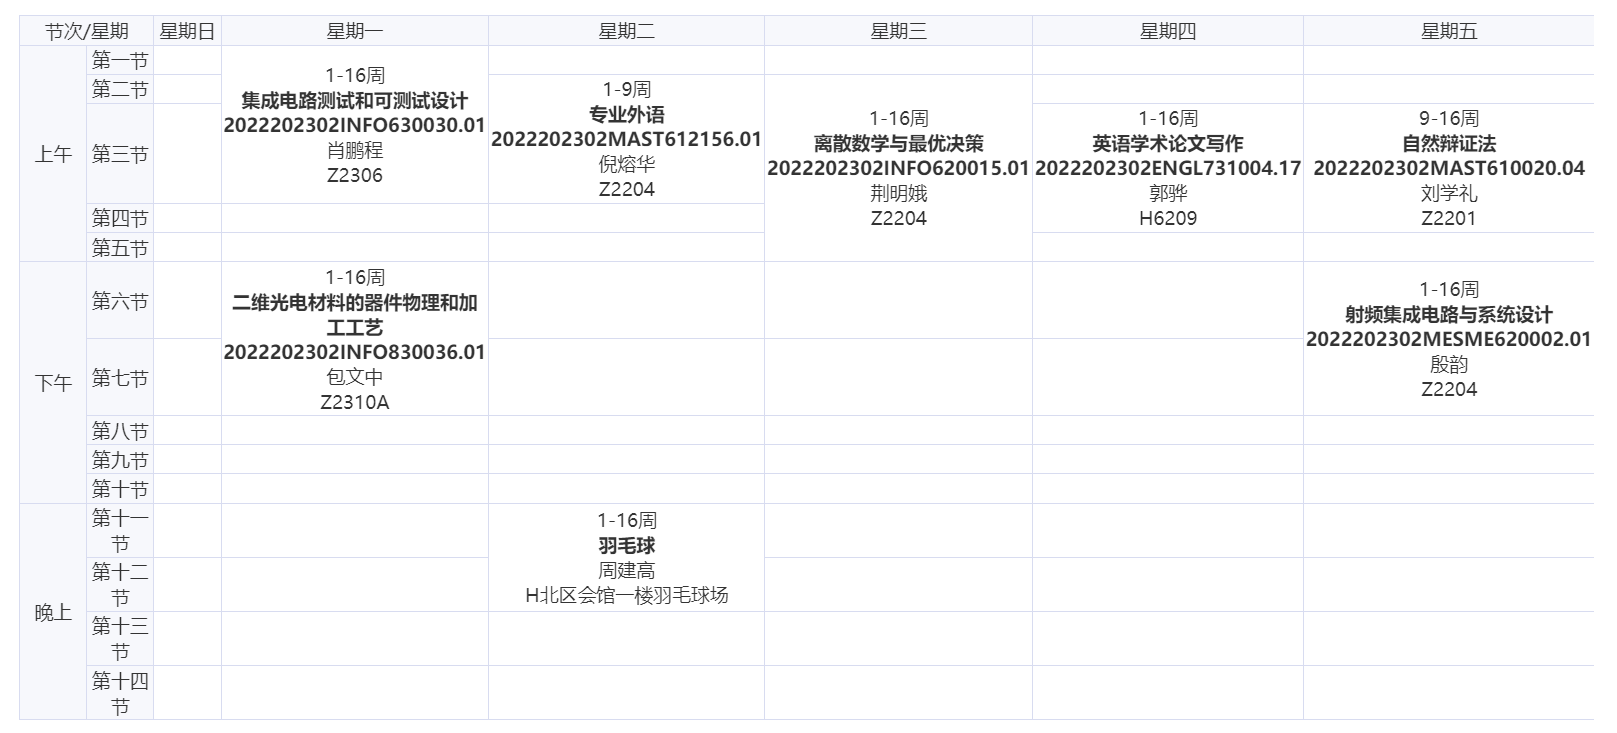 节次/星期 星期日 星期一 星期二 星期三 星期四 星期五
上午
第一节
第二节
第三节
第四节
第五节
1-16周
集成电路测试和可测试设计
2022202302INFO630030.01
肖鹏程
Z2306
1-9周
专业外语
2022202302MAST612156.01
倪熔华
Z2204
1-16周
离散数学与最优决策
2022202302INFO620015.01
荆明娥
Z2204
1-16周
英语学术论文写作
2022202302ENGL731004.17
郭骅
H6209
9-16周
自然辩证法
2022202302MAST610020.04
刘学礼
Z2201
下午
第六节
第七节
第八节
第九节
第十节
1-16周
二维光电材料的器件物理和加
工工艺
2022202302INFO830036.01
包文中
Z2310A
1-16周
射频集成电路与系统设计
2022202302MESME620002.01
殷韵
Z2204
晚上
第十一
节
第十二
节
第十三
节
第十四
节
1-16周
羽毛球
周建高
H北区会馆一楼羽毛球场